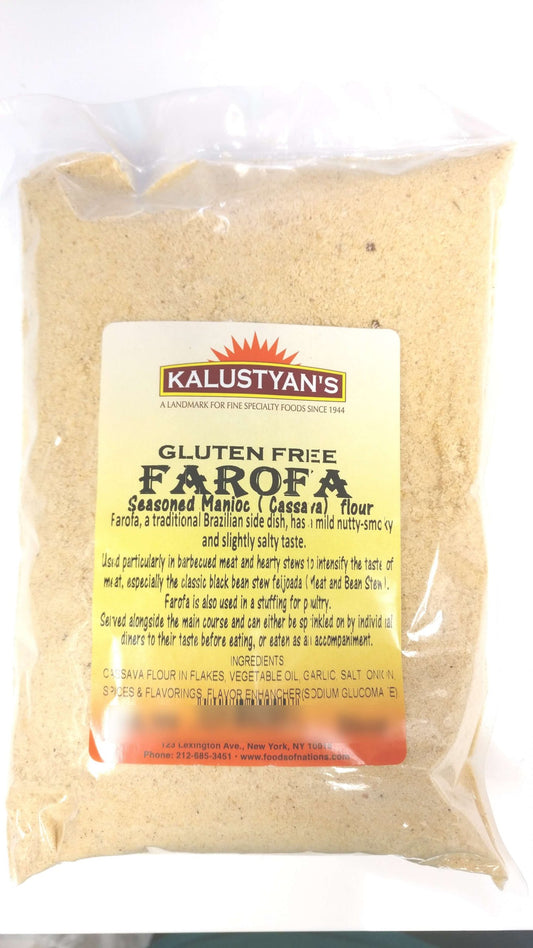 KALUSTYAN'S
A LANDMARK FOR FINE SPECIALTY FOODS SINCE 1944
GLUTEN FREE
FAROFA
Seasoned Manioc ( Cassava) flour
Farofa, a traditional Brazilian side dish, has a mild nutty-smoky
and slightly salty taste.
Used particularly in barbecued meat and hearty stews to intensify the taste of
meat, especially the classic black bean stew feijoada (Meat and Bean Stew).
Farofa is also used in a stuffing for poultry.
Served alongside the main course and can either be sprinkled on by individual
diners to their taste before eating, or eaten as an accompaniment.
INGREDIENTS
CASSAVA FLOUR IN FLAKES, VEGETABLE OIL, GARLIC, SALT, ONION,
SPICES & FLAVORINGS, FLAVOR ENHANCER(SODIUM GLUCOMATE)
123 Lexington Ave., New York, NY
Phone: 212-685-3451 • www.foodsofnations.com